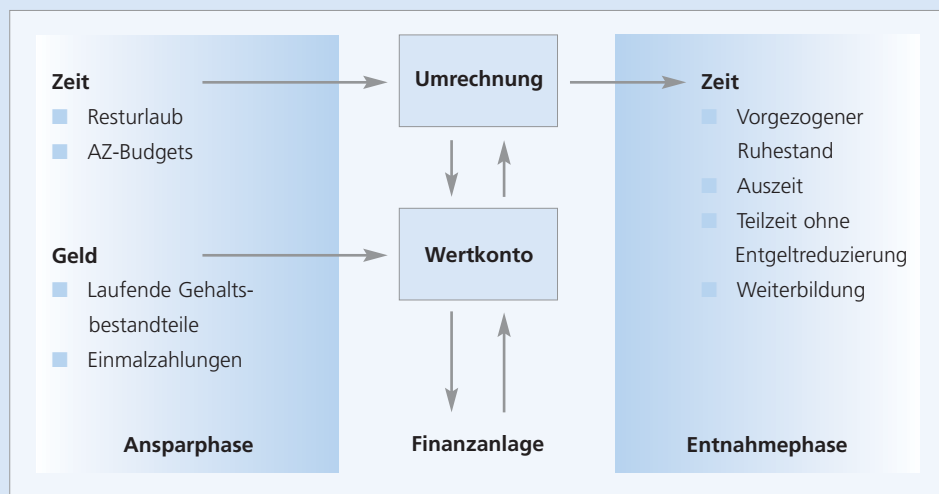 Zeit
Resturlaub
AZ-Budgets
Geld
Laufende Gehalts-
bestandteile
Einmalzahlungen
Ansparphase
Umrechnung
Wertkonto
Finanzanlage
Zeit
Vorgezogener
Ruhestand
Auszeit
Teilzeit ohne
Entgeltreduzierung
Weiterbildung
Entnahmephase